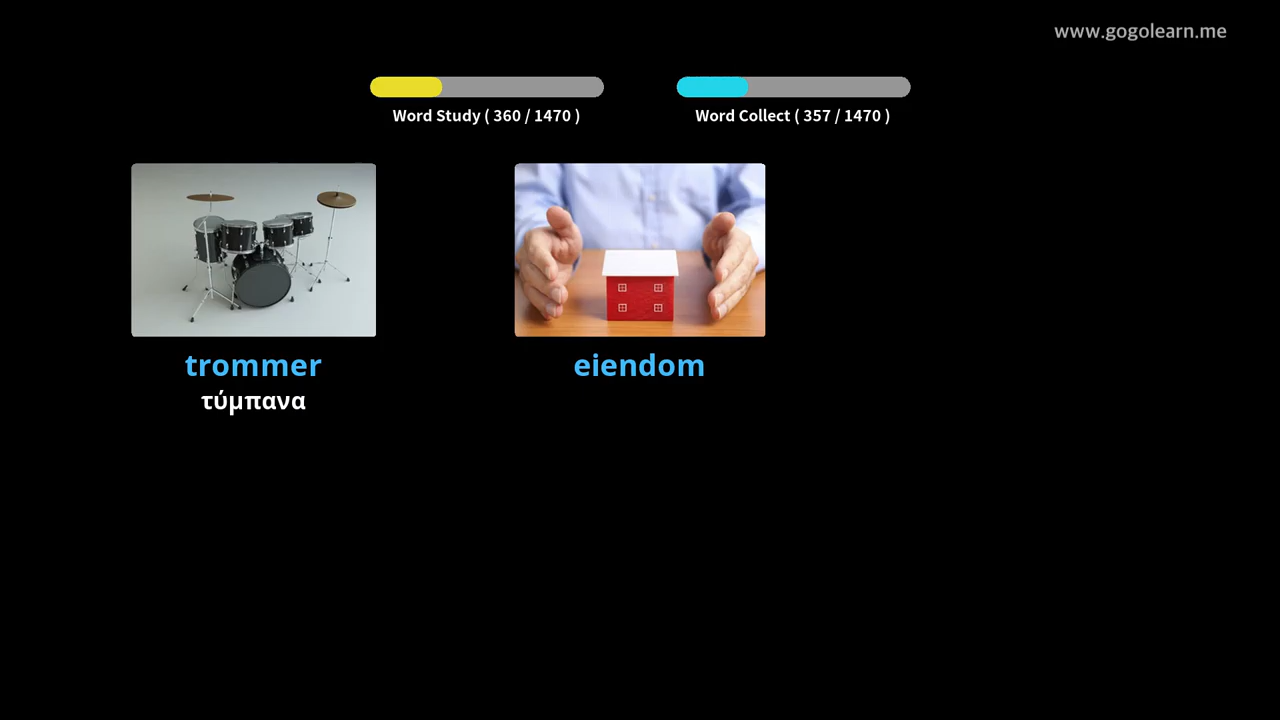 www.gogolearn.me
Word Study ( 360 / 1470 )
Word Collect ( 357 / 1470 )
trommer
τύμπανα
eiendom